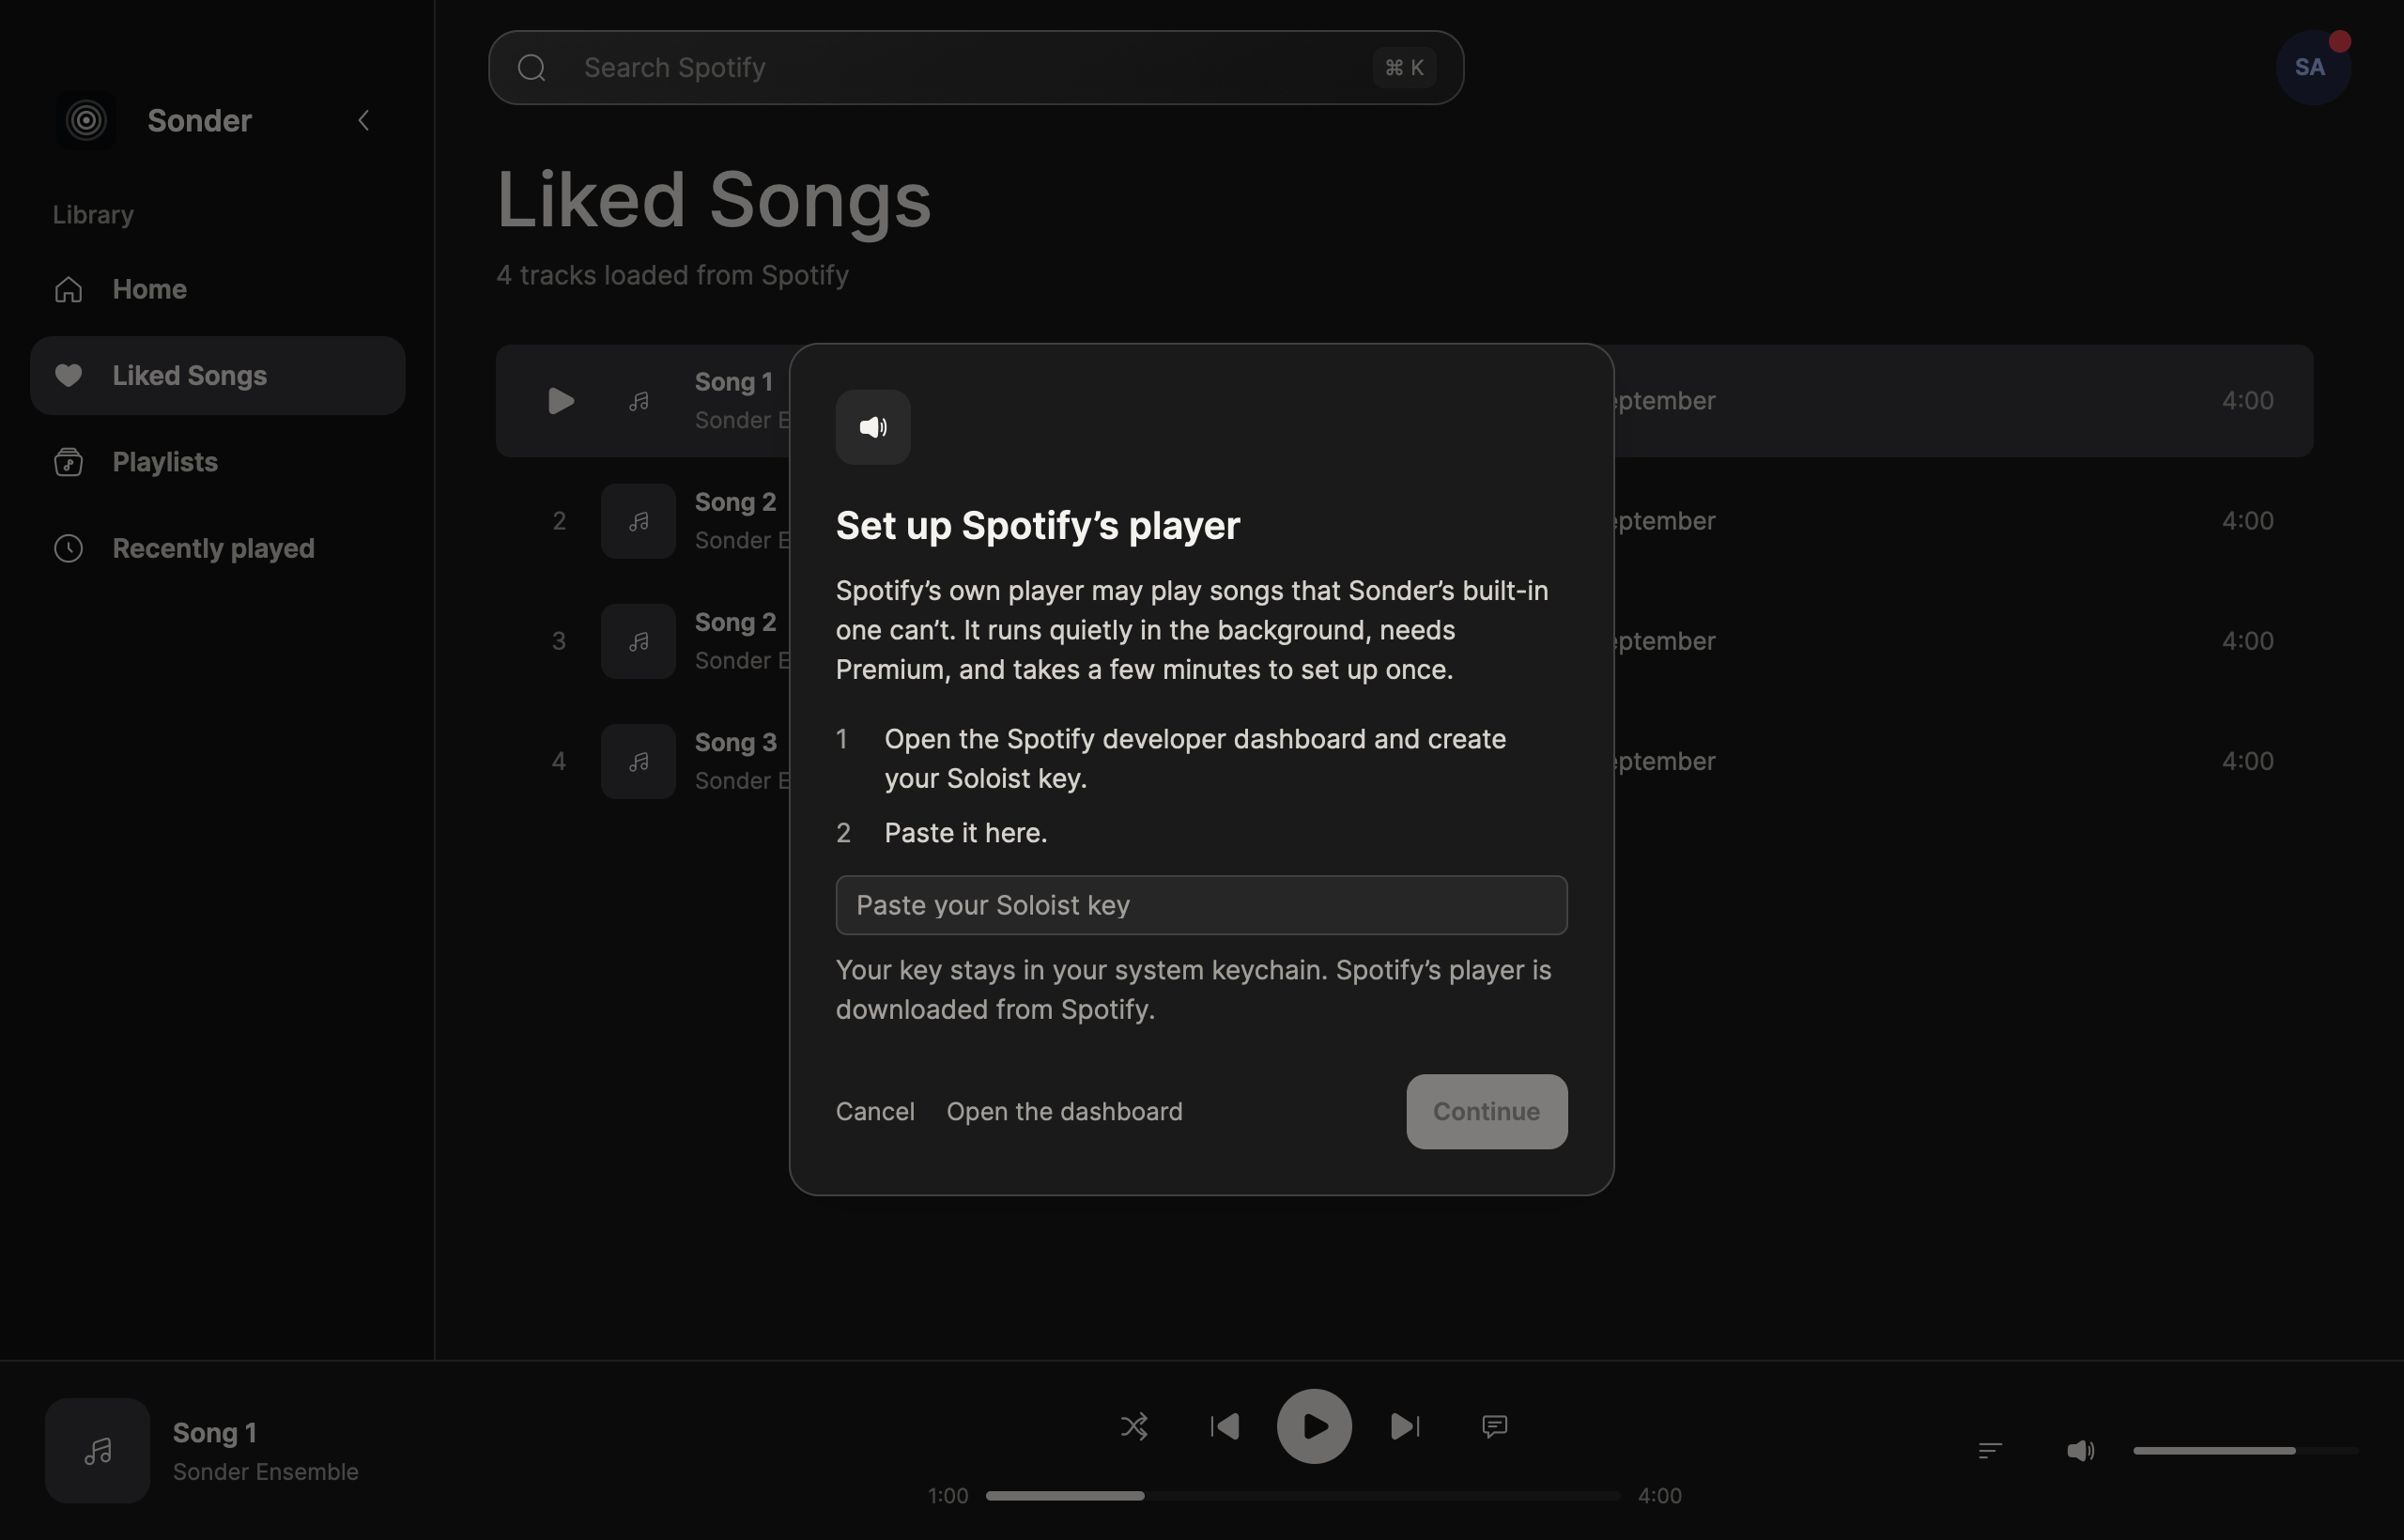 Search Spotify
⌘ K
SA
Sonder
Library
Home
Liked Songs
Playlists
Recently played
Liked Songs
4 tracks loaded from Spotify
Song 1
Sonder E
eptember
4:00
2
Song 2
Sonder E
eptember
4:00
3
Song 2
Sonder E
eptember
4:00
4
Song 3
Sonder E
eptember
4:00
Set up Spotify’s player
Spotify’s own player may play songs that Sonder’s built-in
one can’t. It runs quietly in the background, needs
Premium, and takes a few minutes to set up once.
1 Open the Spotify developer dashboard and create
your Soloist key.
2 Paste it here.
Paste your Soloist key
Your key stays in your system keychain. Spotify’s player is
downloaded from Spotify.
Cancel
Open the dashboard
Continue
Song 1
Sonder Ensemble
1:00
4:00